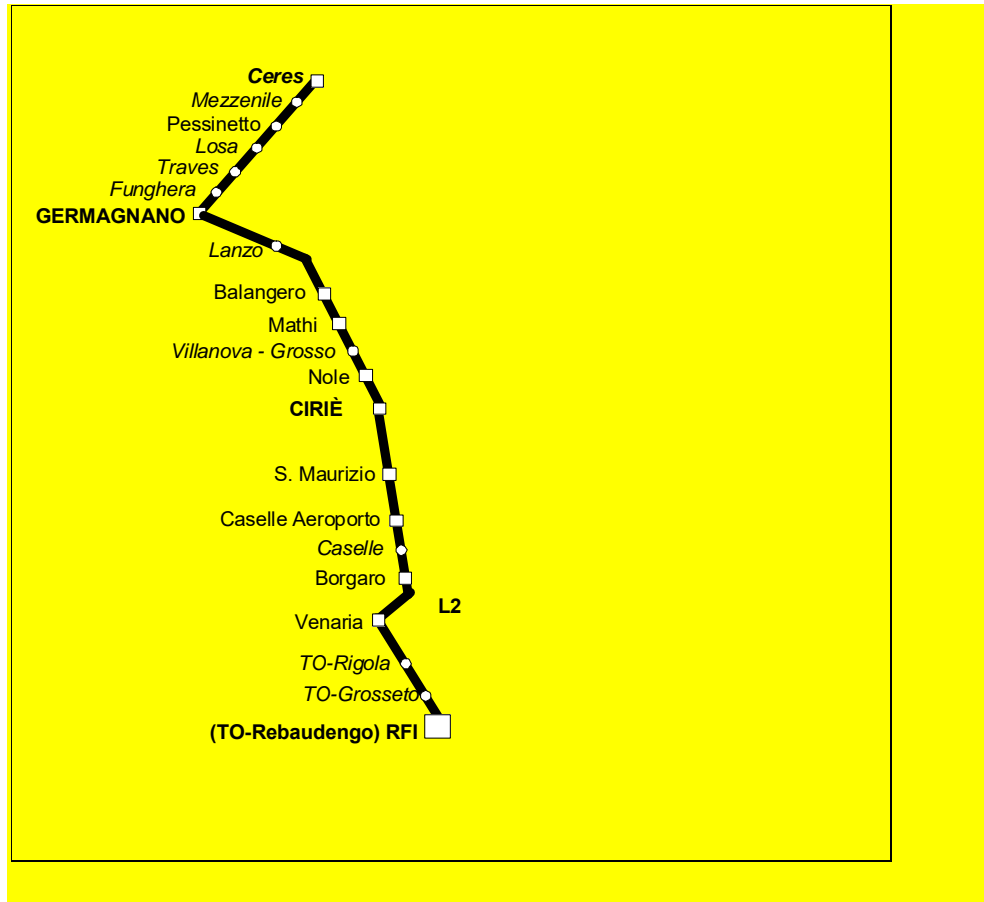 Ceres
Mezzenile
Pessinetto
Losa
Traves
Funghera
GERMAGNANO
Lanzo
Balangero
Mathi
Villanova - Grosso
Nole
CIRIÈ
S. Maurizio
Caselle Aeroporto
Caselle
Borgaro
L2
Venaria
TO-Rigola
TO-Grosseto
(TO-Rebaudengo) RFI